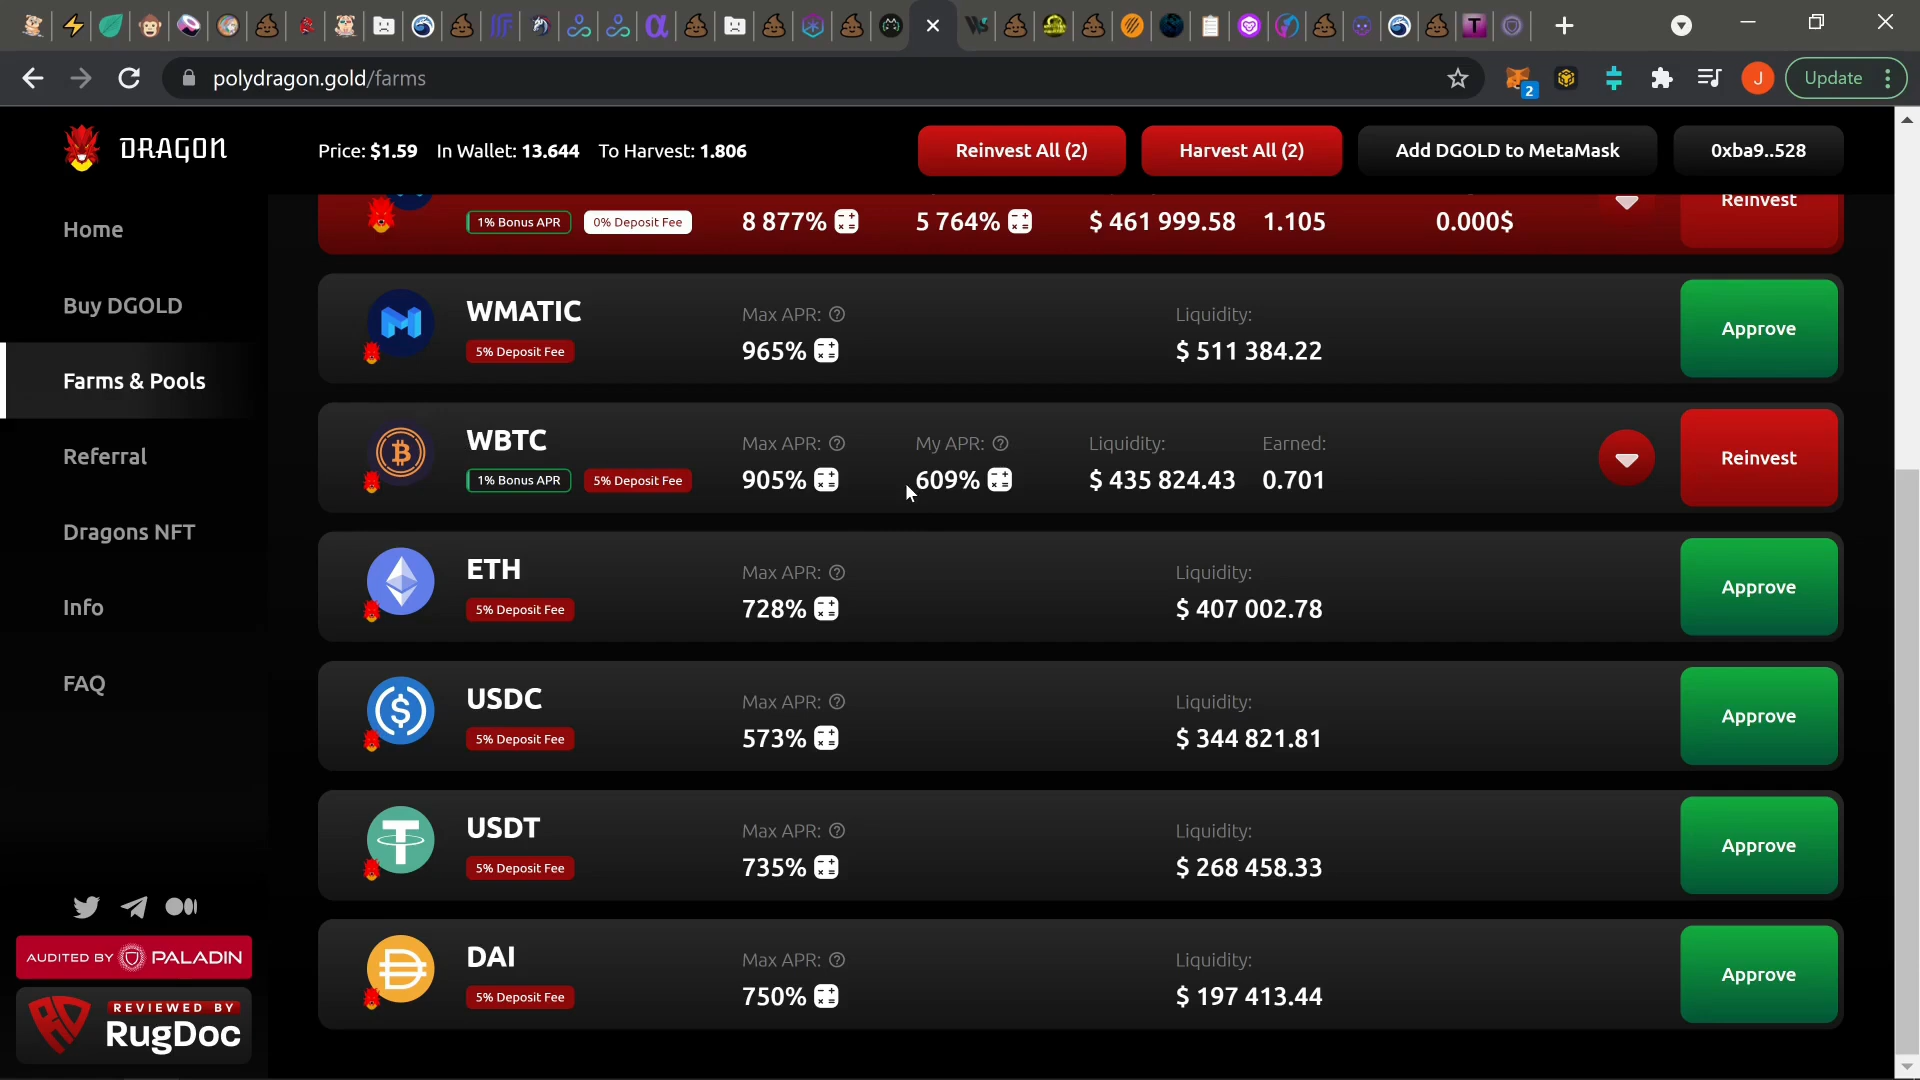 polydragon.gold/farms
2
J
Update
DRAGON
Price: $1.59 In Wallet: 13.644 To Harvest: 1.806
Reinvest All (2)
Harvest All (2)
Add DGOLD to MetaMask
0xba9..528
Home
Buy DGOLD
Farms & Pools
Referral
Dragons NFT
Info
FAQ
AUDITED BY PALADIN
REVIEWED BY
RugDoc
1% Bonus APR 0% Deposit Fee 8 877% 5 764% $ 461 999.58 1.105 0.000$
Reinvest
WMATIC Max APR: Liquidity:
5% Deposit Fee 965% $ 511 384.22
Approve
WBTC Max APR: My APR: Liquidity: Earned:
1% Bonus APR 5% Deposit Fee 905% 609% $ 435 824.43 0.701
Reinvest
ETH Max APR: Liquidity:
5% Deposit Fee 728% $ 407 002.78
Approve
USDC Max APR: Liquidity:
5% Deposit Fee 573% $ 344 821.81
Approve
USDT Max APR: Liquidity:
5% Deposit Fee 735% $ 268 458.33
Approve
DAI Max APR: Liquidity:
5% Deposit Fee 750% $ 197 413.44
Approve